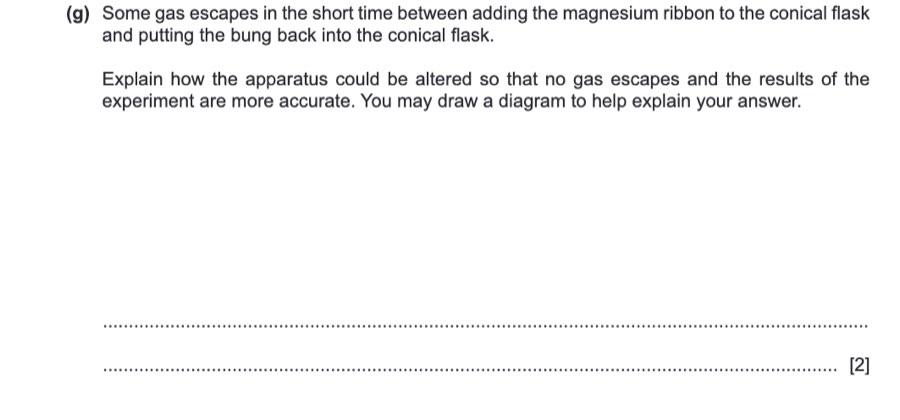 (g) Some gas escapes in the short time between adding the magnesium ribbon to the conical flask
and putting the bung back into the conical flask.
Explain how the apparatus could be altered so that no gas escapes and the results of the
experiment are more accurate. You may draw a diagram to help explain your answer.
[2]